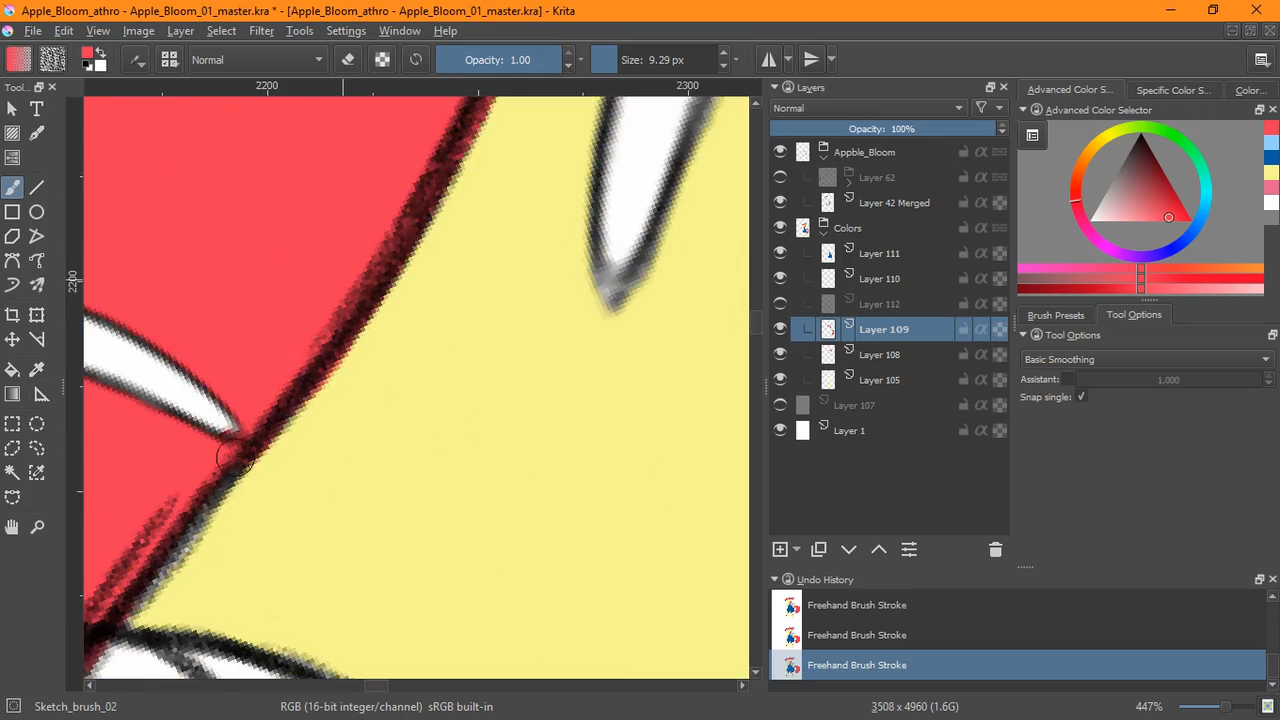 Apple_Bloom_athro - Apple_Bloom_01_master.kra * - [Apple_Bloom_athro - Apple_Bloom_01_master.kra] - Krita
File Edit View Image Layer Select Filter Tools Settings Window Help
Normal Opacity: 1.00 Size: 9.29 px
Tool... Layers Advanced Color S... Specific Color S... Color...
2200 2300
Normal Advanced Color Selector
Opacity: 100%
Appble_Bloom
Layer 62
Layer 42 Merged
Colors
Layer 111
2200
Layer 110
Layer 112
Brush Presets Tool Options
Layer 109
Tool Options
Layer 108
Basic Smoothing
Layer 105
Assistant: 1,000
Snap single:
Layer 107
Layer 1
Undo History
Freehand Brush Stroke
Freehand Brush Stroke
Freehand Brush Stroke
Sketch_brush_02 RGB (16-bit integer/channel) sRGB built-in 3508 x 4960 (1.6G) 447%